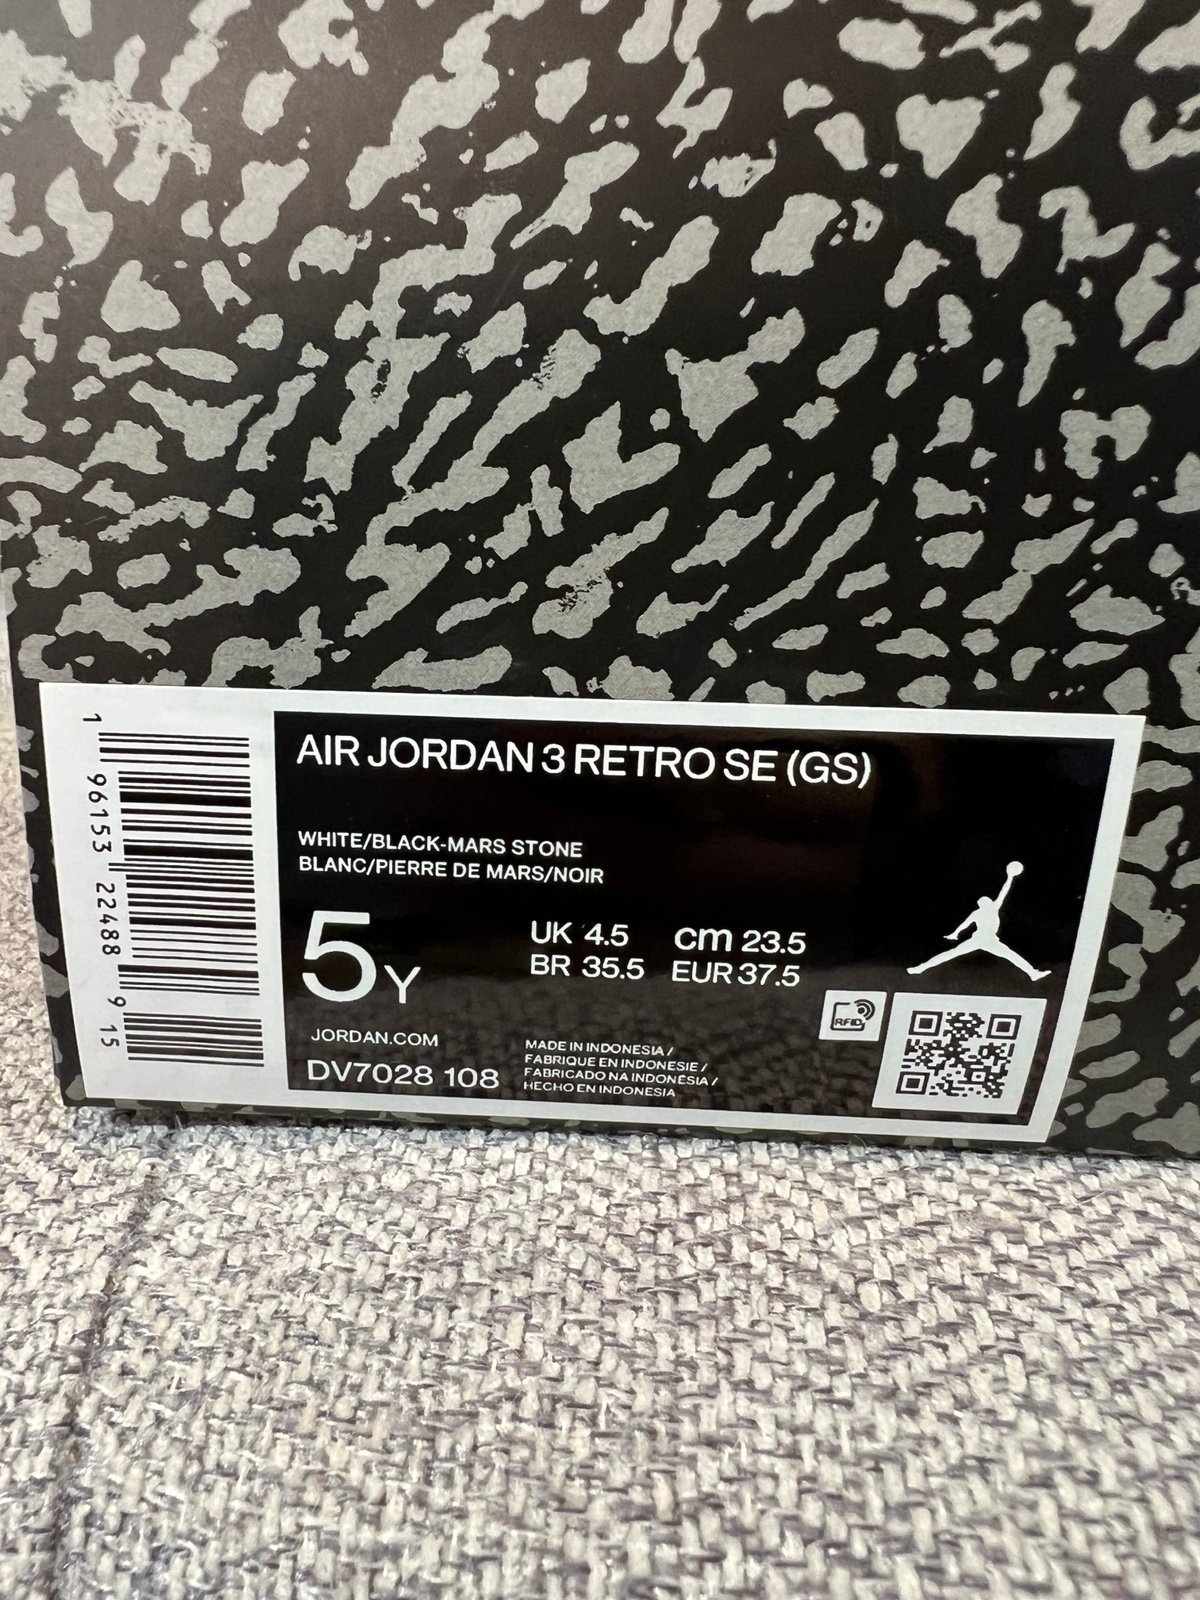 AIR JORDAN 3 RETRO SE (GS)
WHITE/BLACK-MARS STONE
BLANC/PIERRE DE MARS/NOIR
5Y
UK 4.5 cm 23.5
BR 35.5 EUR 37.5
RFID
JORDAN.COM
DV7028 108
MADE IN INDONESIA /
FABRIQUE EN INDONESIE /
FABRICADO NA INDONESIA /
HECHO EN INDONESIA
1 96153 22488 9 15